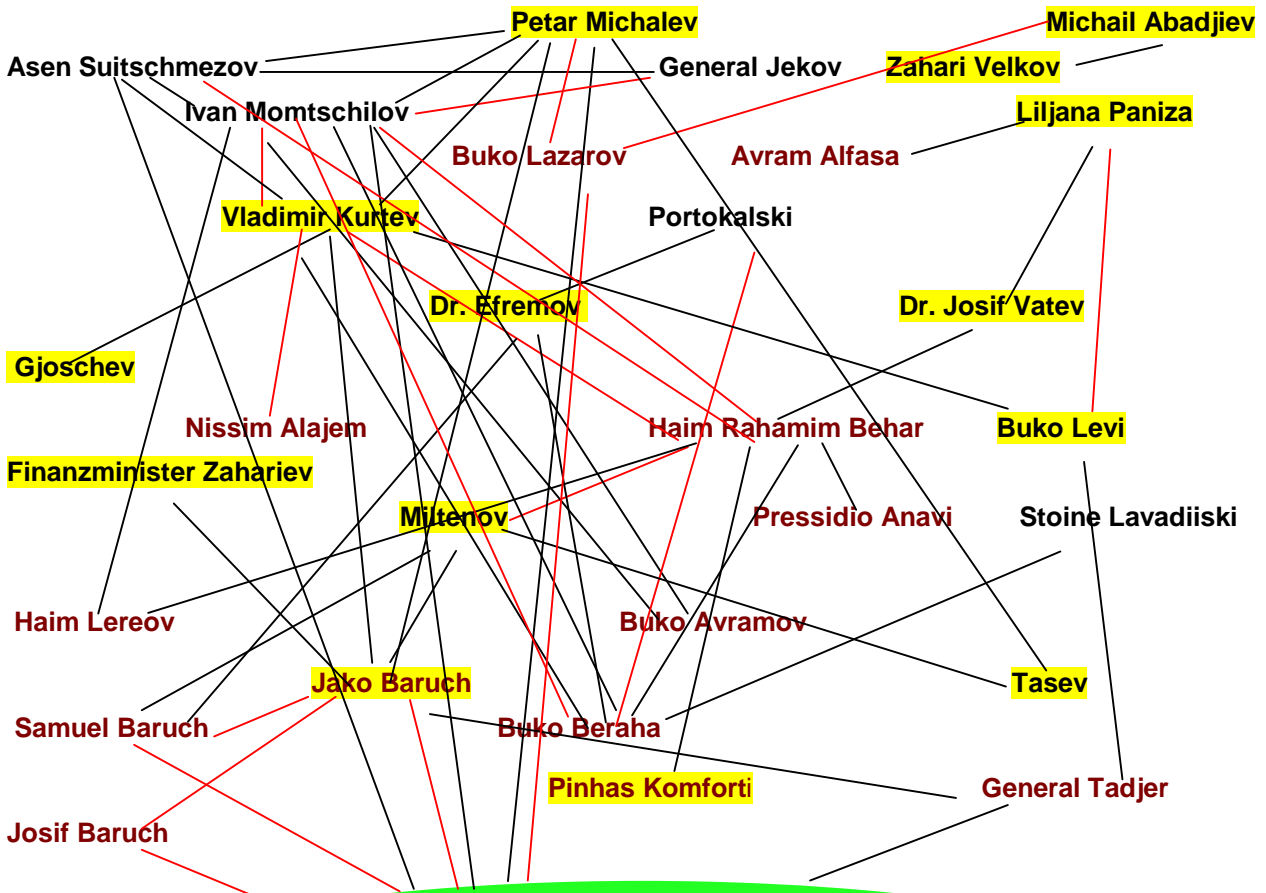 Petar Michalev
Michail Abadjiev
Asen Suitschmezov
General Jekov
Zahari Velkov
Ivan Momtschilov
Liljana Paniza
Buko Lazarov
Avram Alfasa
Vladimir Kurtev
Portokalski
Dr. Efremov
Dr. Josif Vatev
Gjoschev
Nissim Alajem
Haim Rahamim Behar
Buko Levi
Finanzminister Zahariev
Miltenov
Pressidio Anavi
Stoine Lavadiiski
Haim Lereov
Buko Avramov
Jako Baruch
Tasev
Samuel Baruch
Buko Beraha
Pinhas Komforti
General Tadjer
Josif Baruch